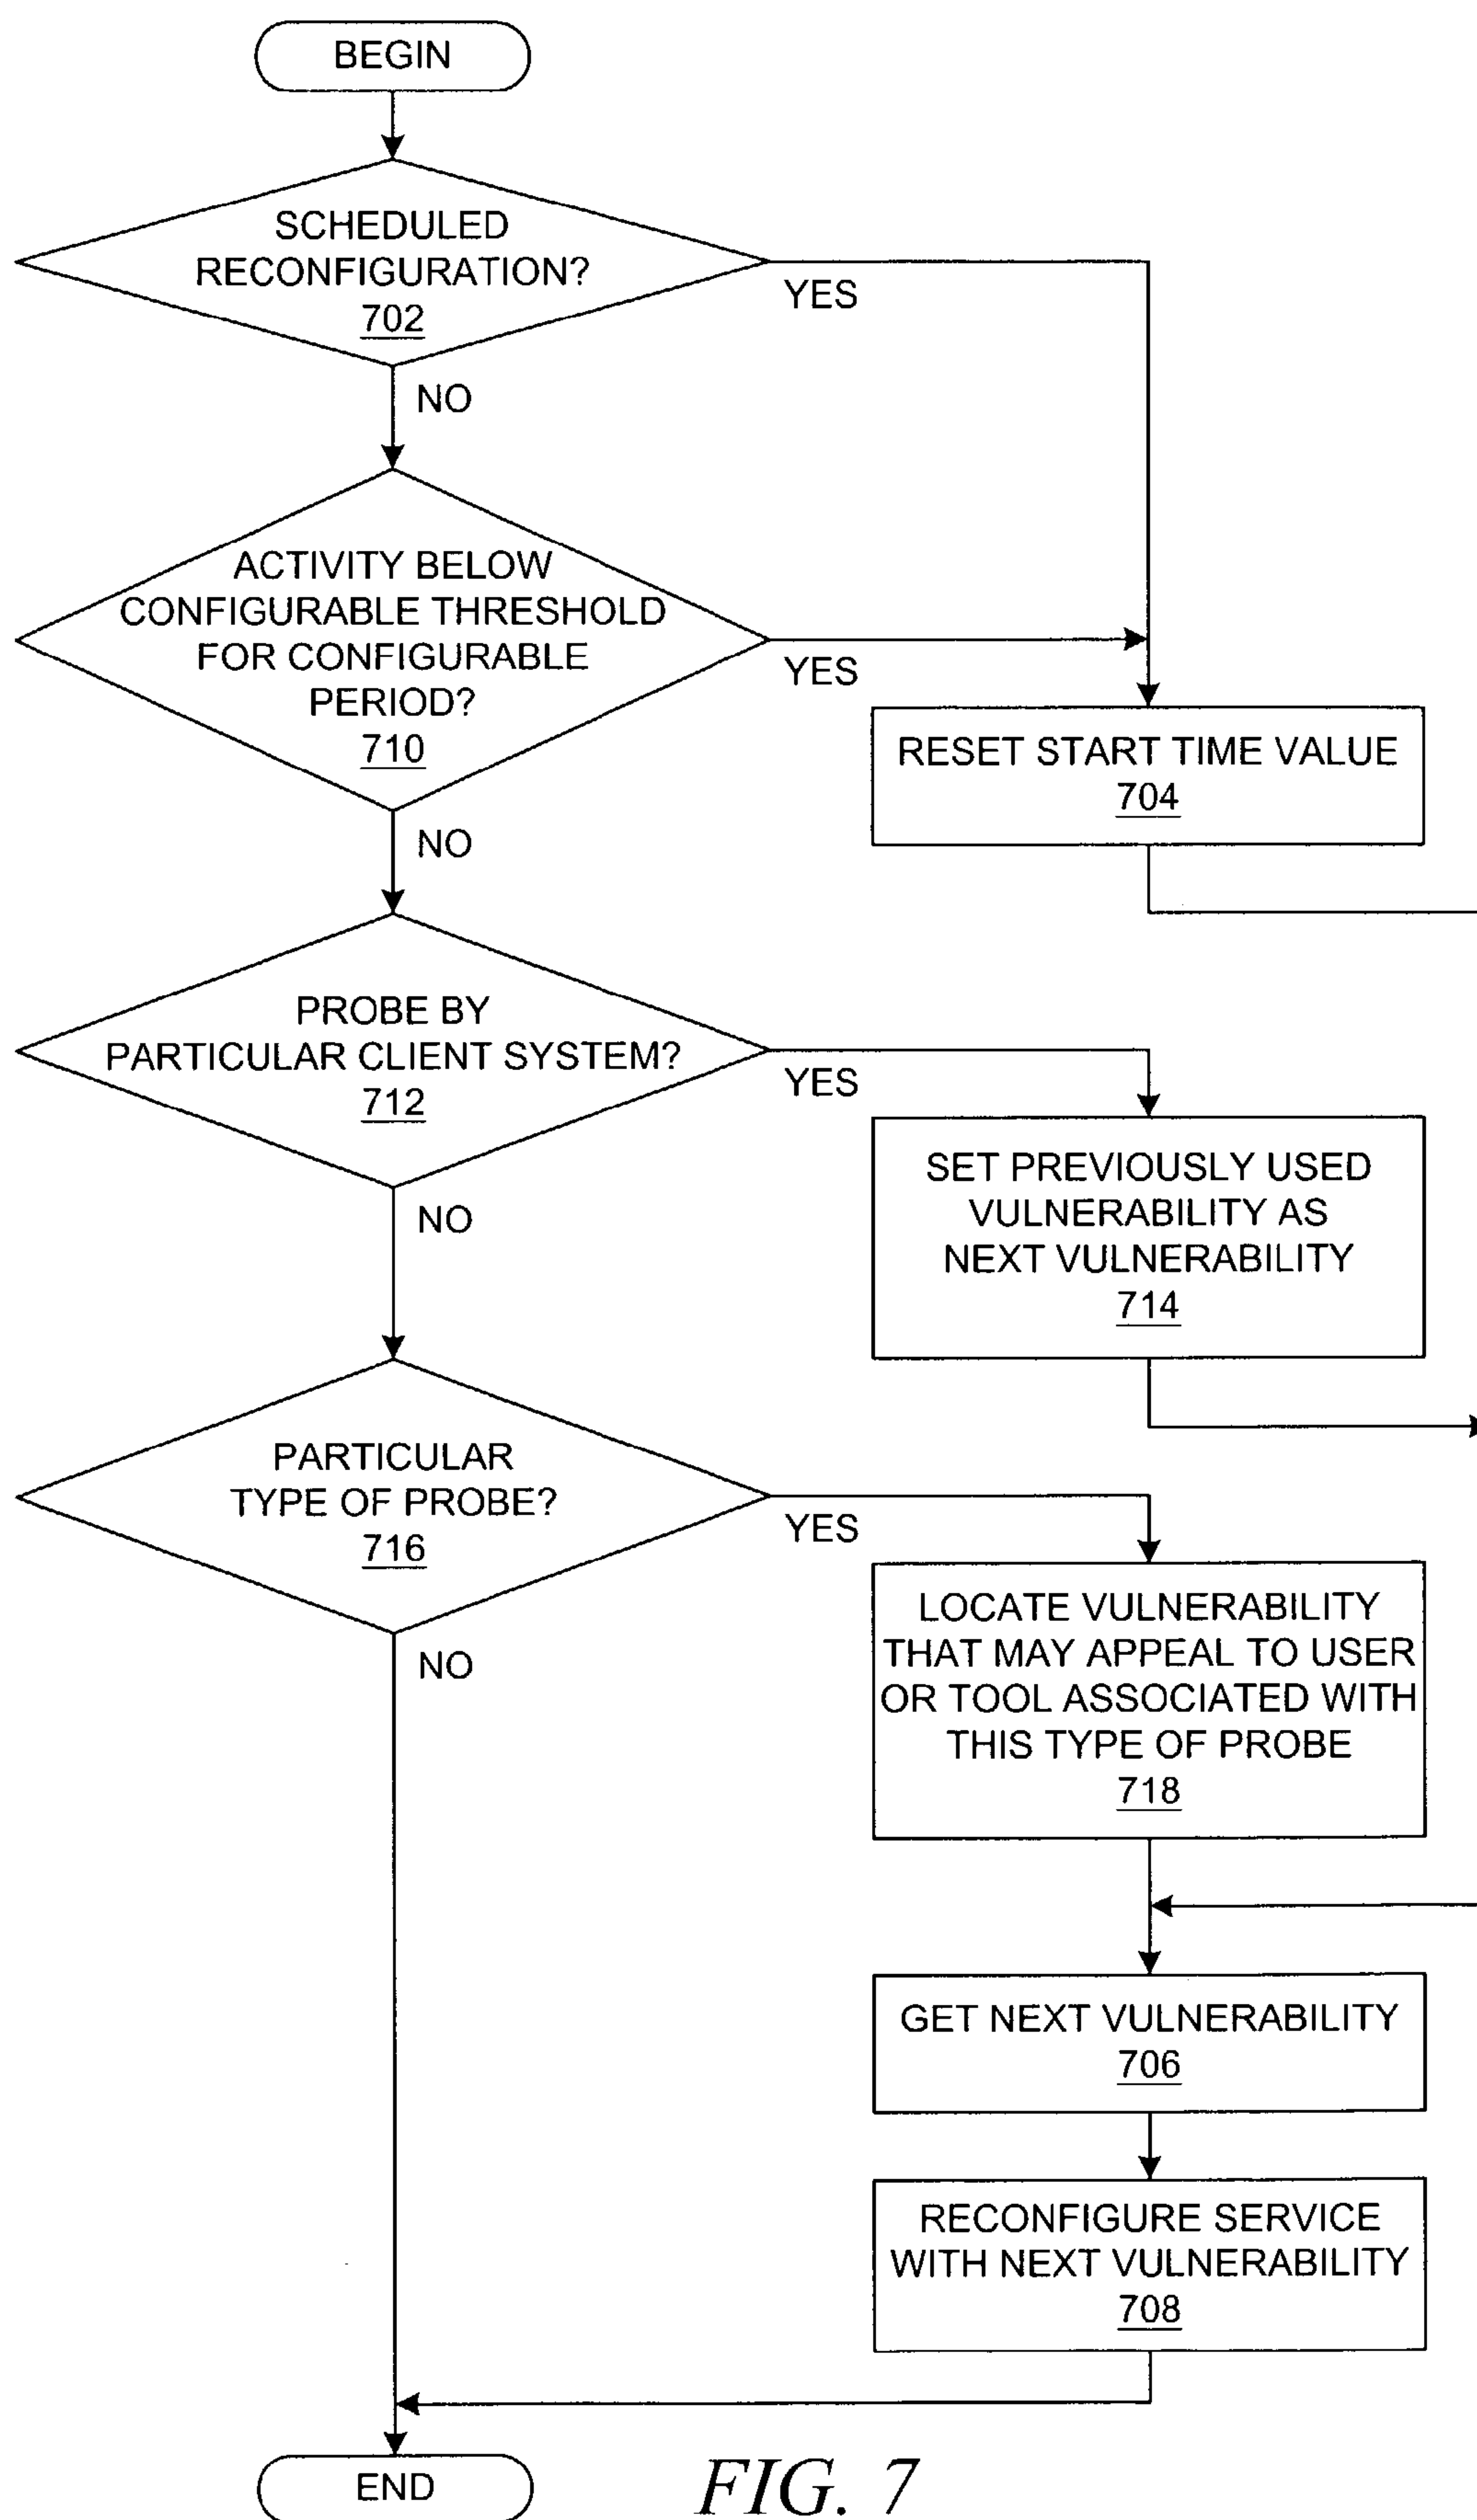 BEGIN
SCHEDULED
RECONFIGURATION?
702
YES
NO
ACTIVITY BELOW
CONFIGURABLE THRESHOLD
FOR CONFIGURABLE
PERIOD?
710
YES
RESET START TIME VALUE
704
NO
PROBE BY
PARTICULAR CLIENT SYSTEM?
712
YES
SET PREVIOUSLY USED
VULNERABILITY AS
NEXT VULNERABILITY
714
NO
PARTICULAR
TYPE OF PROBE?
716
YES
LOCATE VULNERABILITY
THAT MAY APPEAL TO USER
OR TOOL ASSOCIATED WITH
THIS TYPE OF PROBE
718
NO
GET NEXT VULNERABILITY
706
RECONFIGURE SERVICE
WITH NEXT VULNERABILITY
708
END
FIG. 7